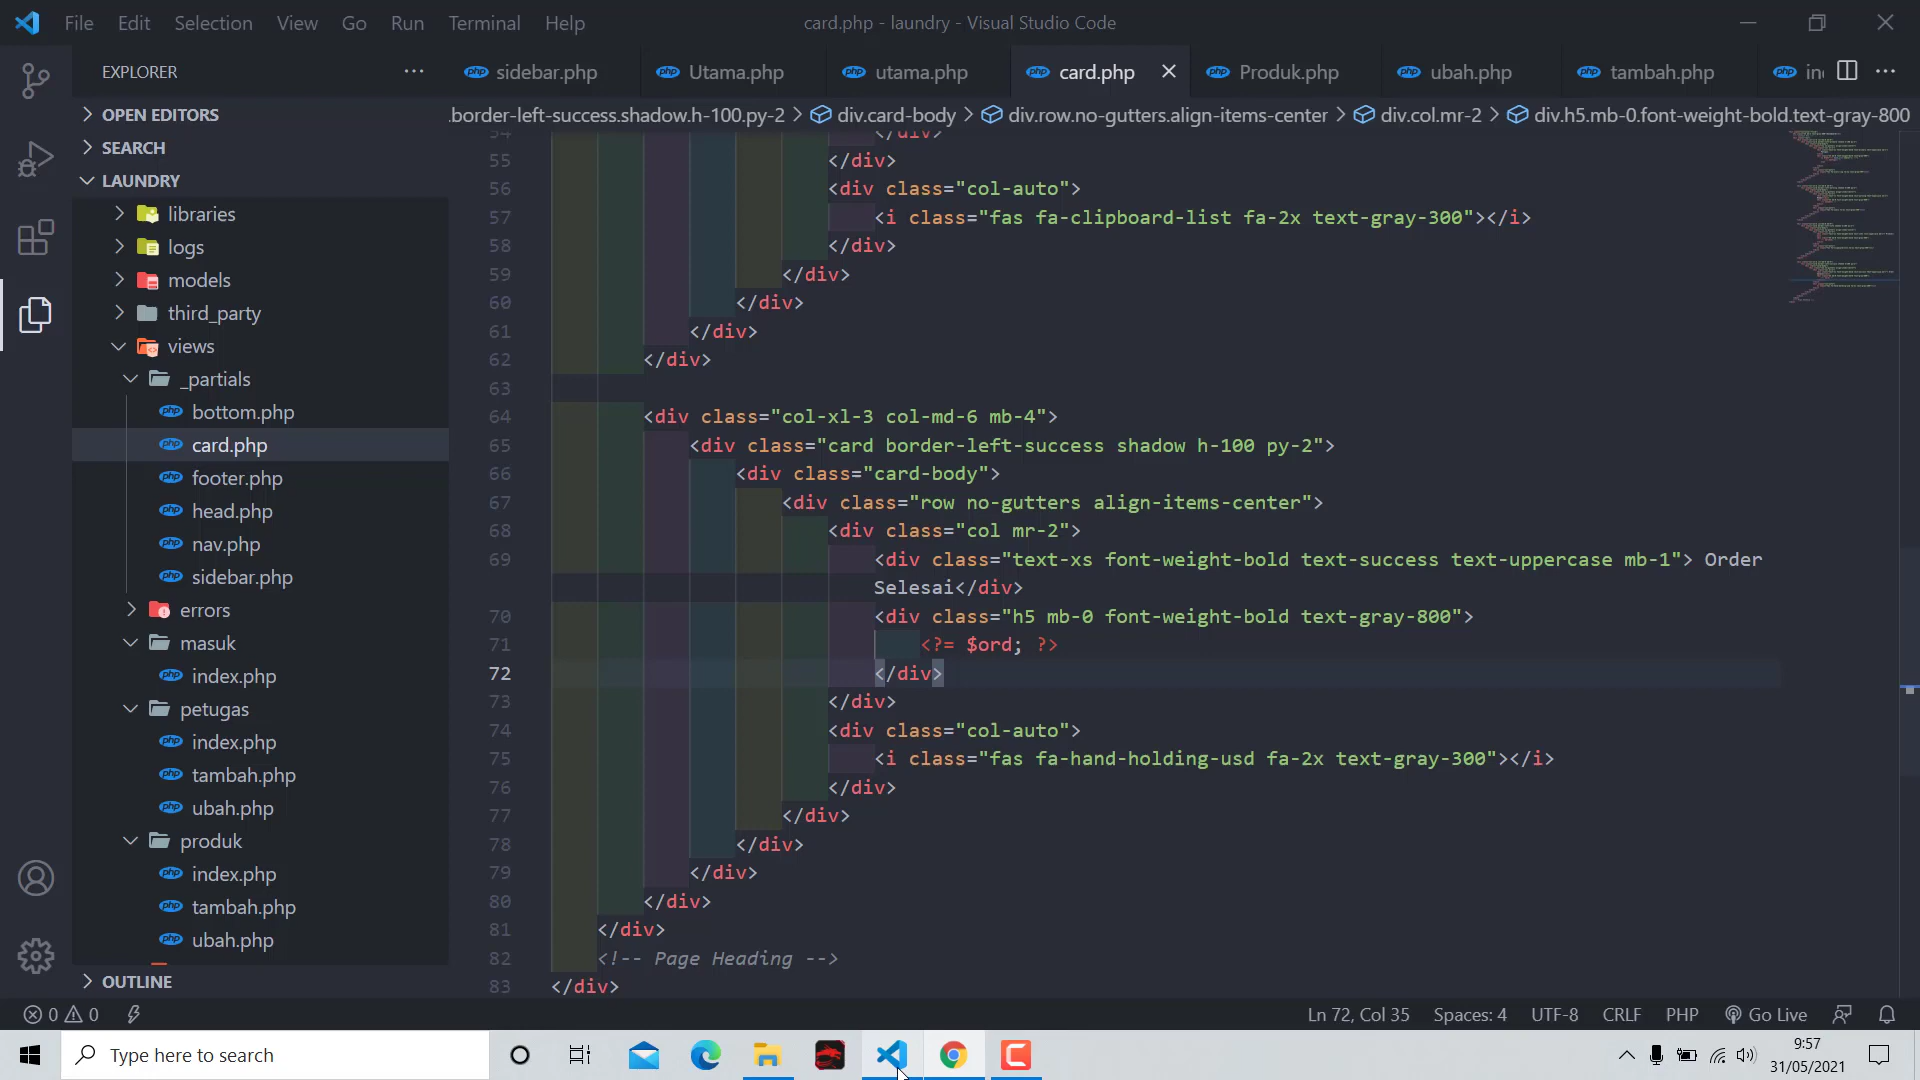 File Edit Selection View Go Run Terminal Help card.php - laundry - Visual Studio Code
EXPLORER
sidebar.php Utama.php utama.php card.php Produk.php ubah.php tambah.php
.border-left-success.shadow.h-100.py-2 > div.card-body > div.row.no-gutters.align-items-center > div.col.mr-2 > div.h5.mb-0.font-weight-bold.text-gray-800
OPEN EDITORS
SEARCH
LAUNDRY
libraries
logs
models
third_party
views
_partials
bottom.php
card.php
footer.php
head.php
nav.php
sidebar.php
errors
masuk
index.php
petugas
index.php
tambah.php
ubah.php
produk
index.php
tambah.php
ubah.php
OUTLINE
54 </div>
55 </div>
56 <div class="col-auto">
57 <i class="fas fa-clipboard-list fa-2x text-gray-300"></i>
58 </div>
59 </div>
60 </div>
61 </div>
62 </div>
63
64 <div class="col-xl-3 col-md-6 mb-4">
65 <div class="card border-left-success shadow h-100 py-2">
66 <div class="card-body">
67 <div class="row no-gutters align-items-center">
68 <div class="col mr-2">
69 <div class="text-xs font-weight-bold text-success text-uppercase mb-1"> Order
Selesai</div>
70 <div class="h5 mb-0 font-weight-bold text-gray-800">
71 <?= $ord; ?>
72 </div>
73 </div>
74 <div class="col-auto">
75 <i class="fas fa-hand-holding-usd fa-2x text-gray-300"></i>
76 </div>
77 </div>
78 </div>
79 </div>
80 </div>
81 </div>
82 <!-- Page Heading -->
83 </div>
0 0 Ln 72, Col 35 Spaces: 4 UTF-8 CRLF PHP Go Live
Type here to search
9:57
31/05/2021